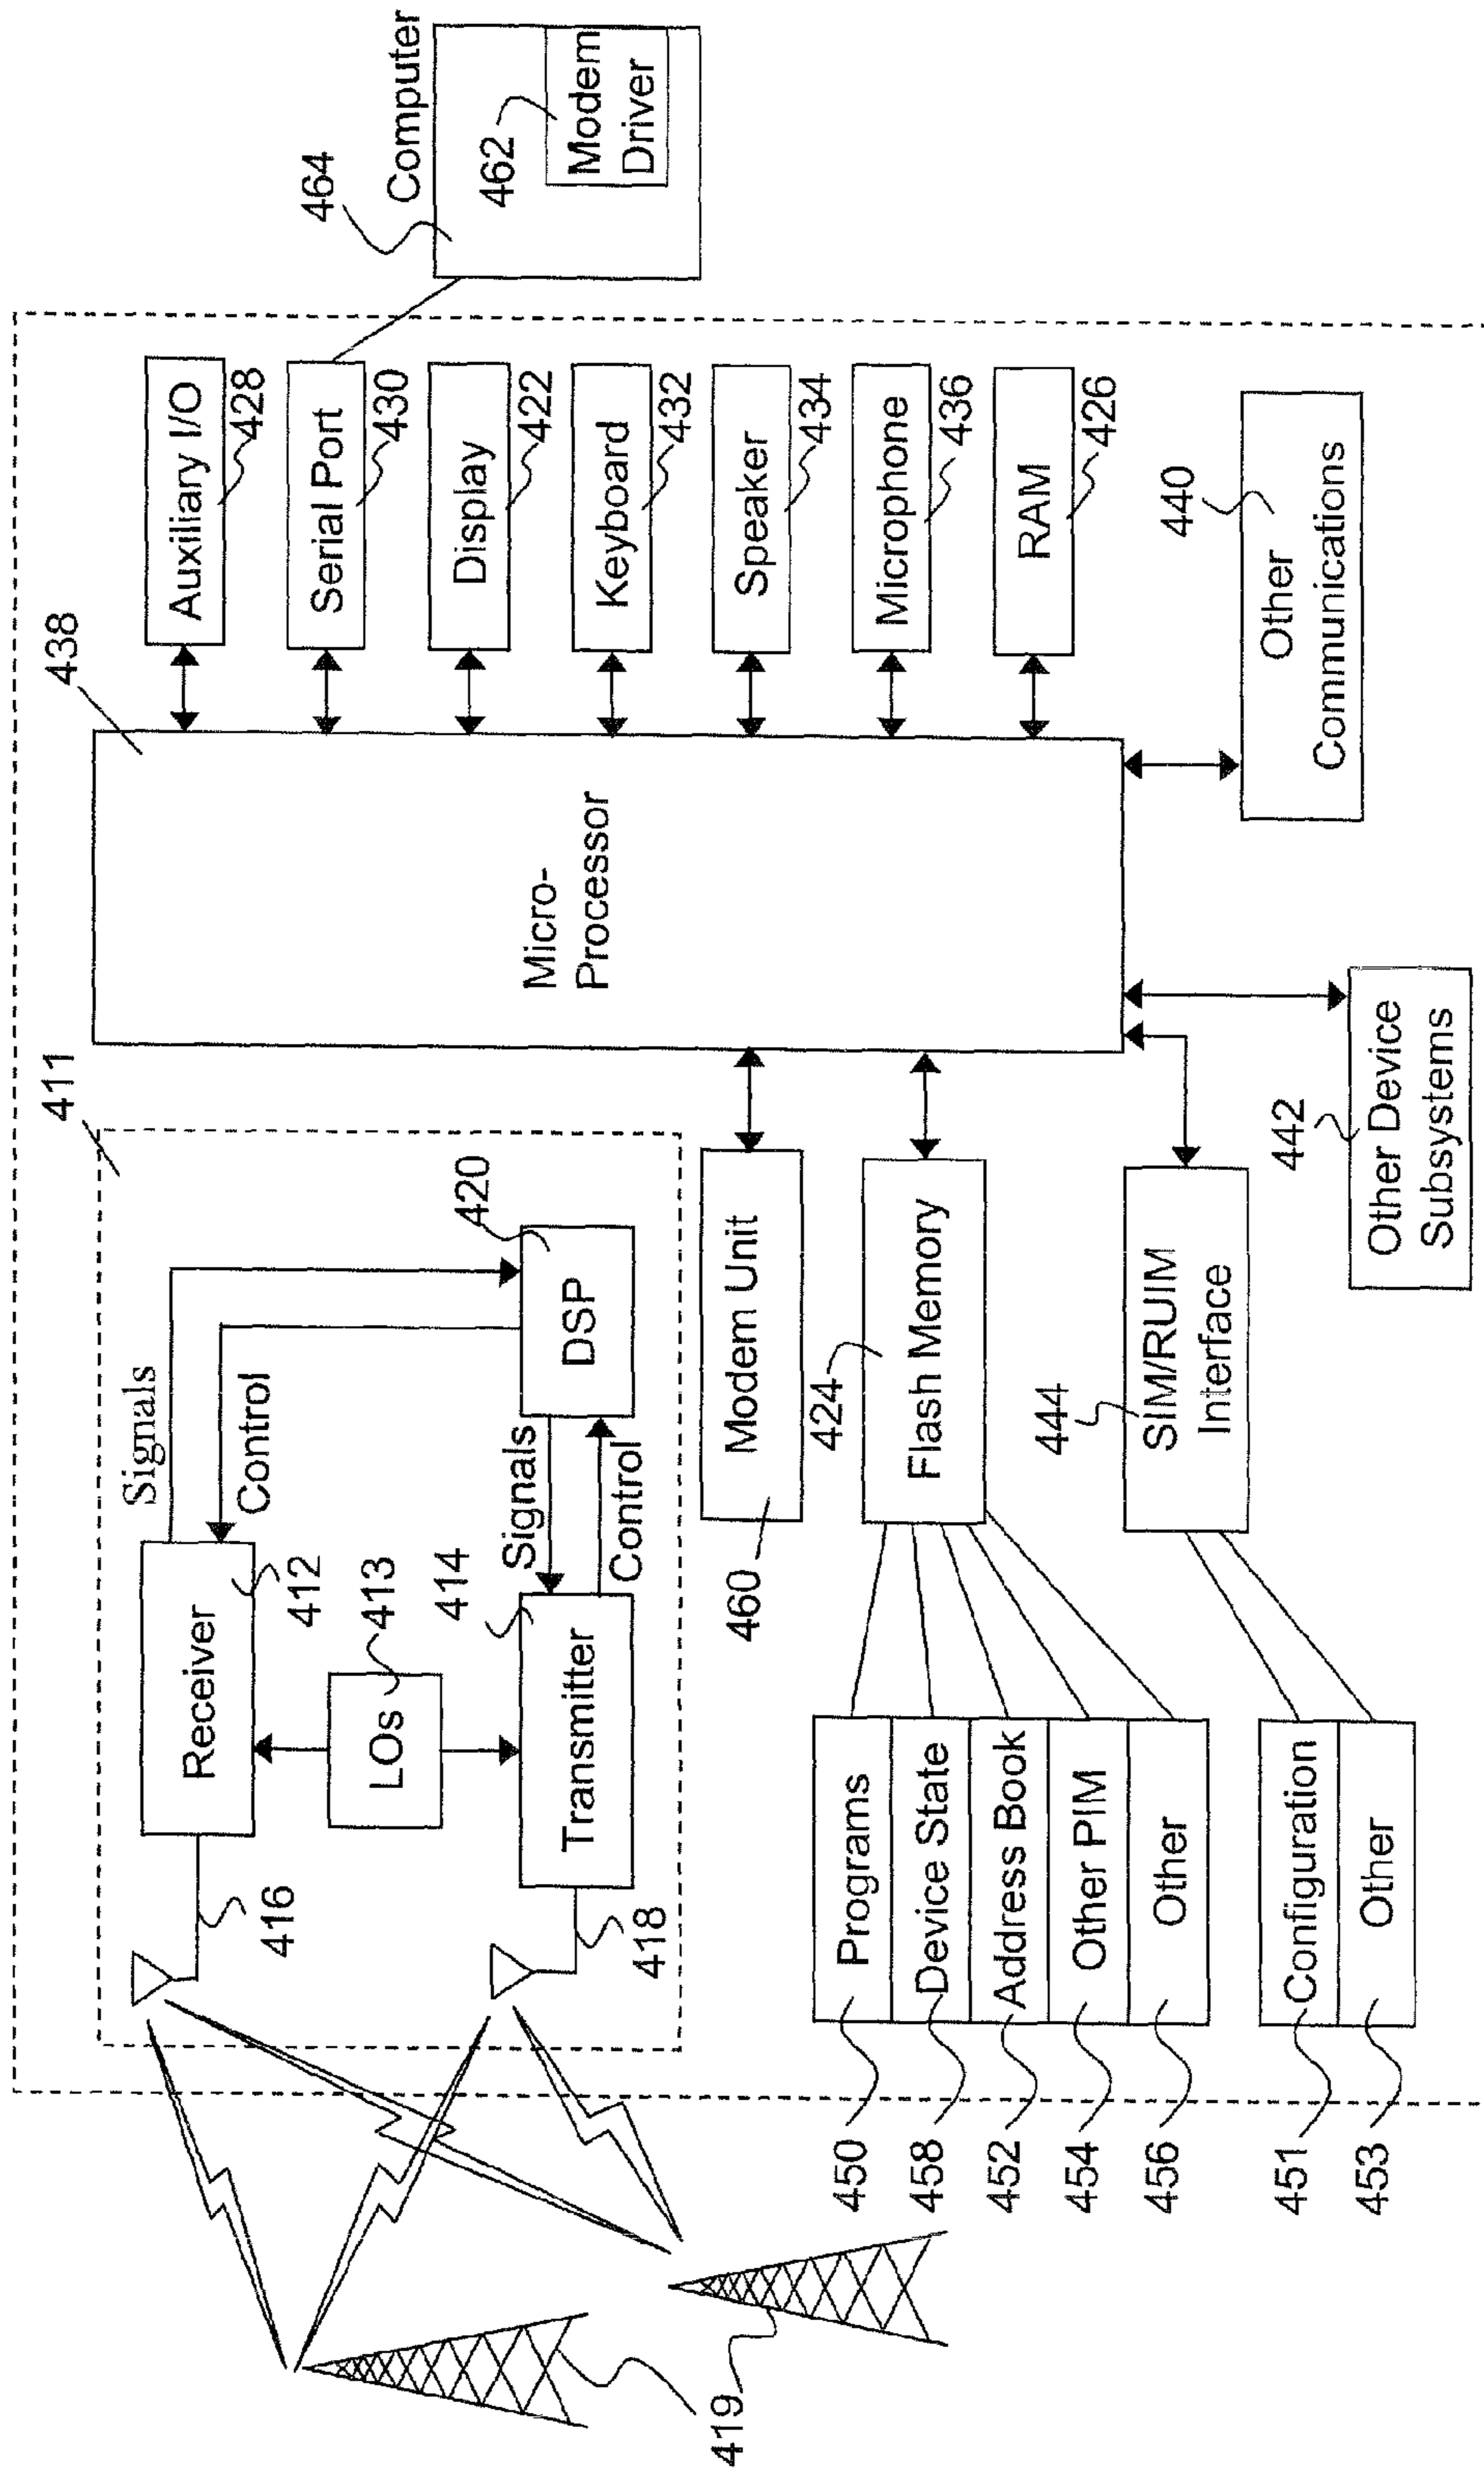 411
438
464
Computer
462
Modem
Driver
Signals
Control
Receiver
412
416
LOs
413
414
Signals
Control
420
DSP
Transmitter
418
419
Micro-
Processor
Auxiliary I/O
428
Serial Port
430
Display
422
Keyboard
432
Speaker
434
Microphone
436
RAM
426
Other
Communications
440
Modem Unit
460
424
Flash Memory
444
SIM/RUIM
Interface
442
Other Device
Subsystems
450
Programs
458
Device State
452
Address Book
454
Other PIM
456
Other
451
Configuration
453
Other